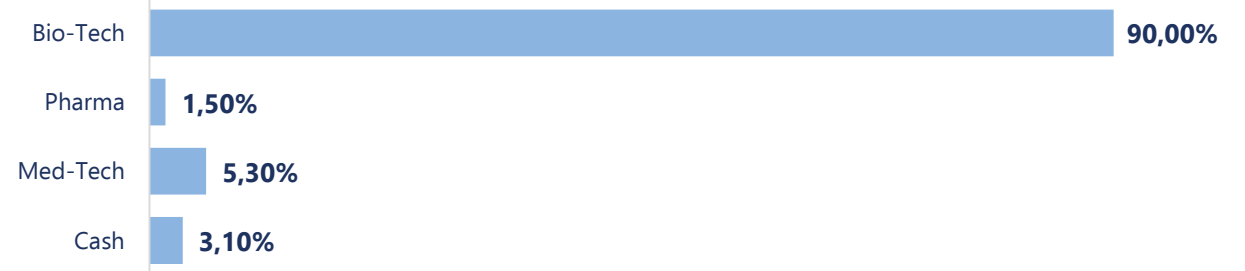 Bio-Tech 90,00%
Pharma 1,50%
Med-Tech 5,30%
Cash 3,10%